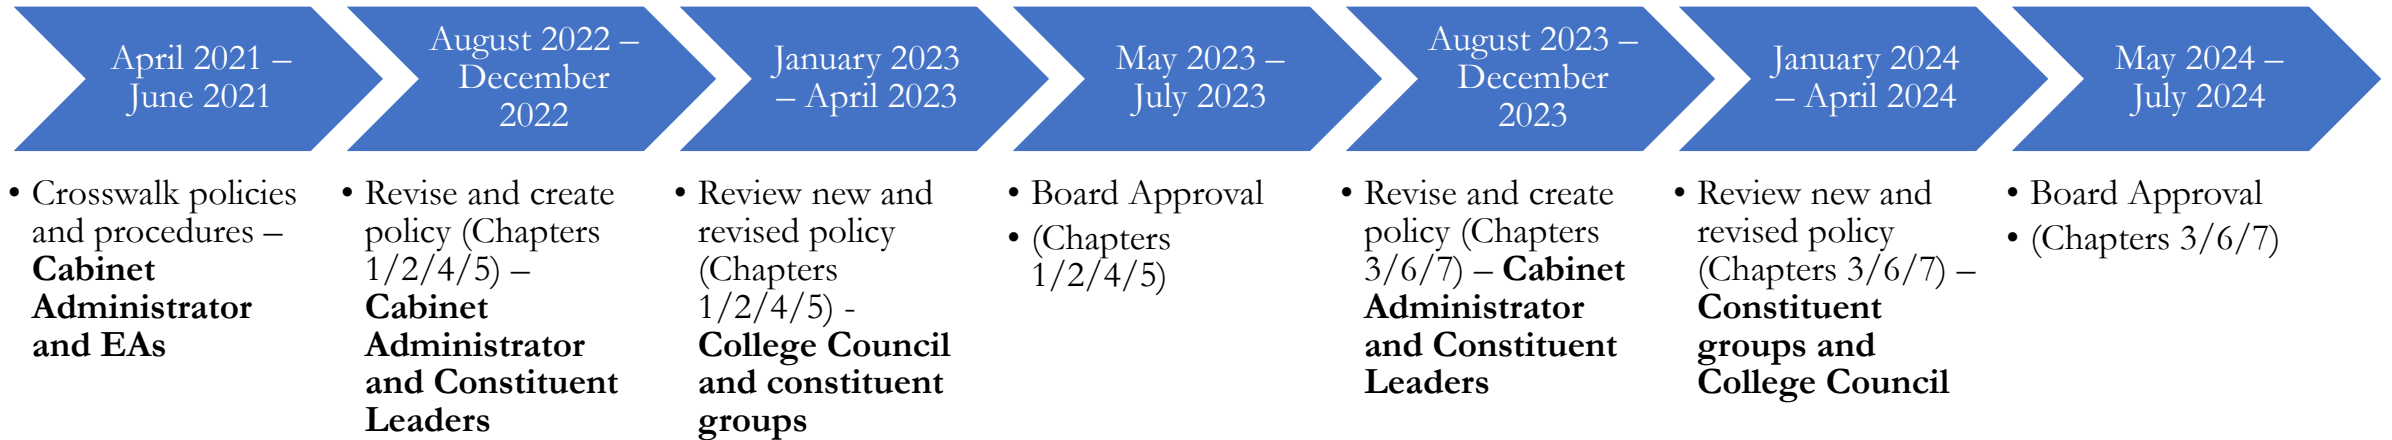 April 2021 –
June 2021
August 2022 –
December
2022
January 2023
– April 2023
May 2023 –
July 2023
August 2023 –
December
2023
January 2024
– April 2024
May 2024 –
July 2024
• Crosswalk policies
and procedures –
Cabinet
Administrator
and EAs
• Revise and create
policy (Chapters
1/2/4/5) –
Cabinet
Administrator
and Constituent
Leaders
• Review new and
revised policy
(Chapters
1/2/4/5) -
College Council
and constituent
groups
• Board Approval
• (Chapters
1/2/4/5)
• Revise and create
policy (Chapters
3/6/7) – Cabinet
Administrator
and Constituent
Leaders
• Review new and
revised policy
(Chapters 3/6/7) –
Constituent
groups and
College Council
• Board Approval
• (Chapters 3/6/7)